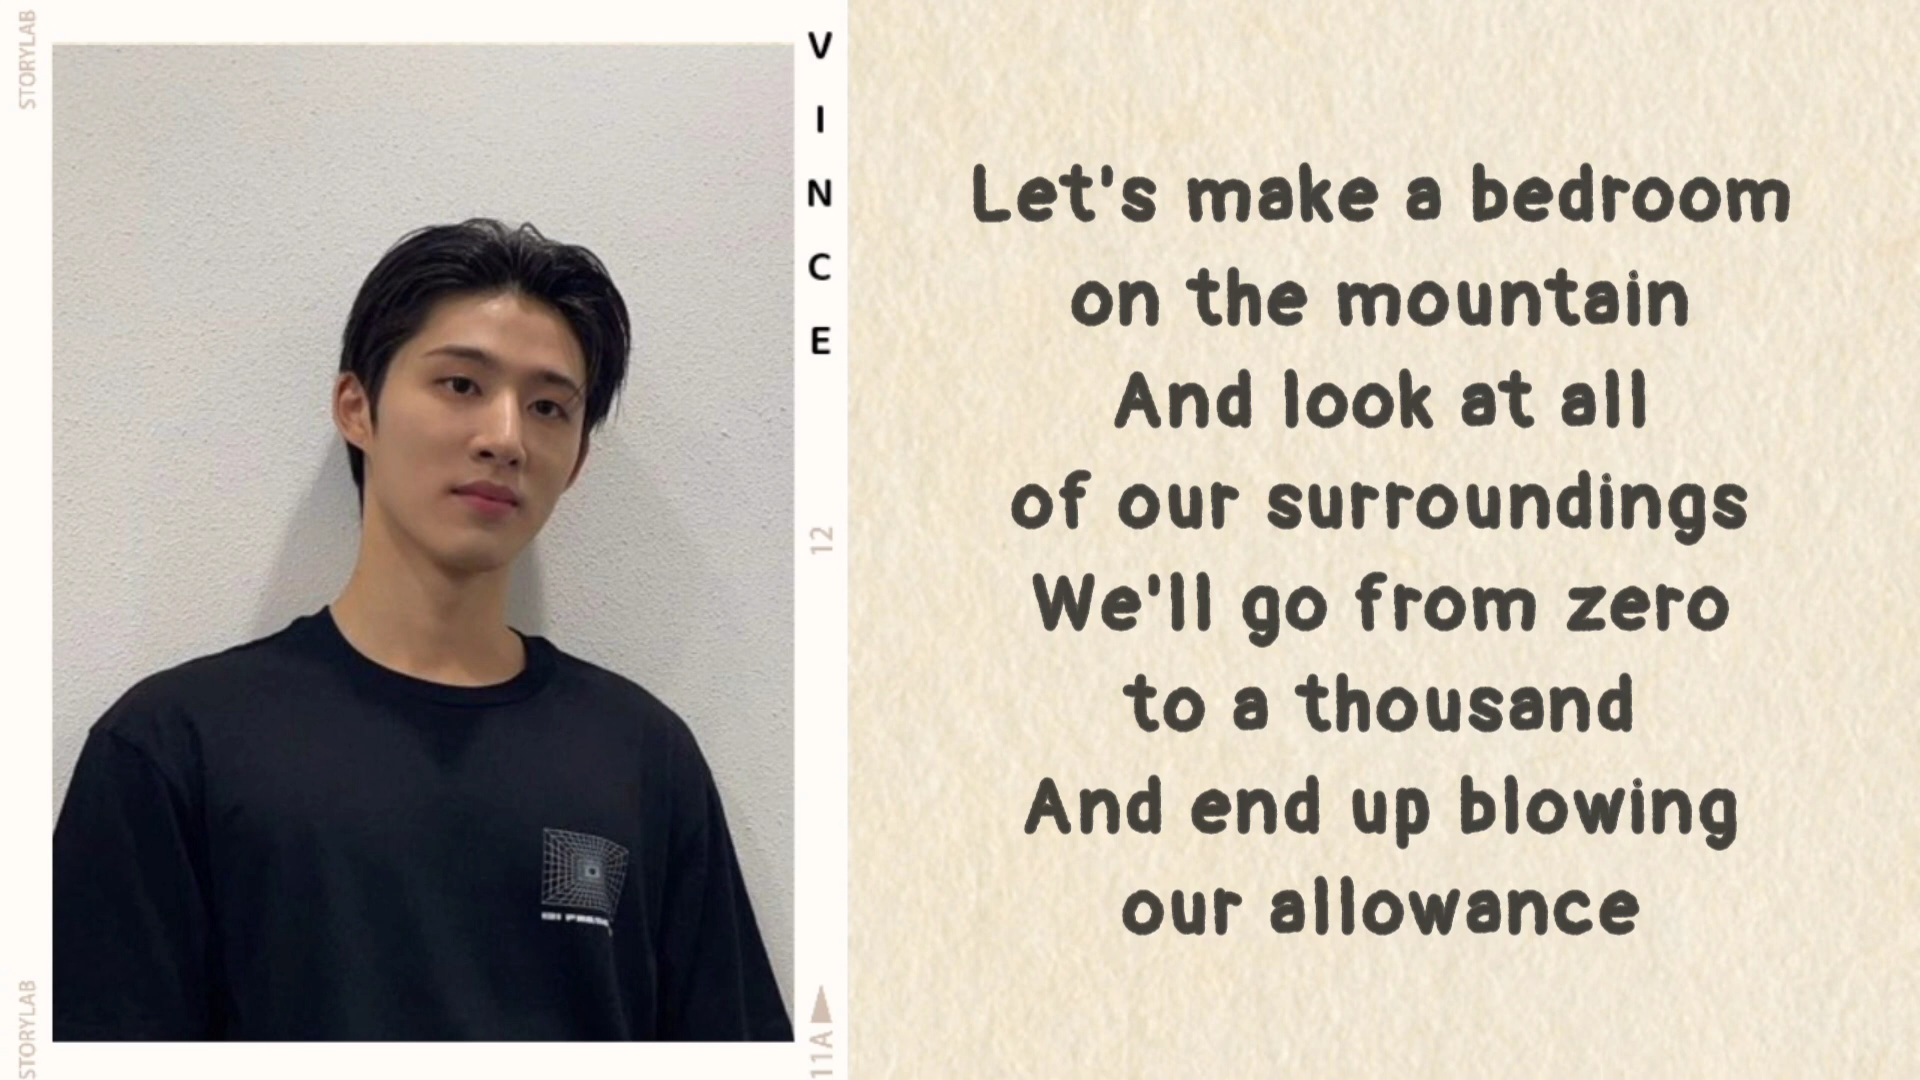 STORYLAB
STORYLAB
VINCE
12
11A
Let's make a bedroom
on the mountain
And look at all
of our surroundings
We'll go from zero
to a thousand
And end up blowing
our allowance